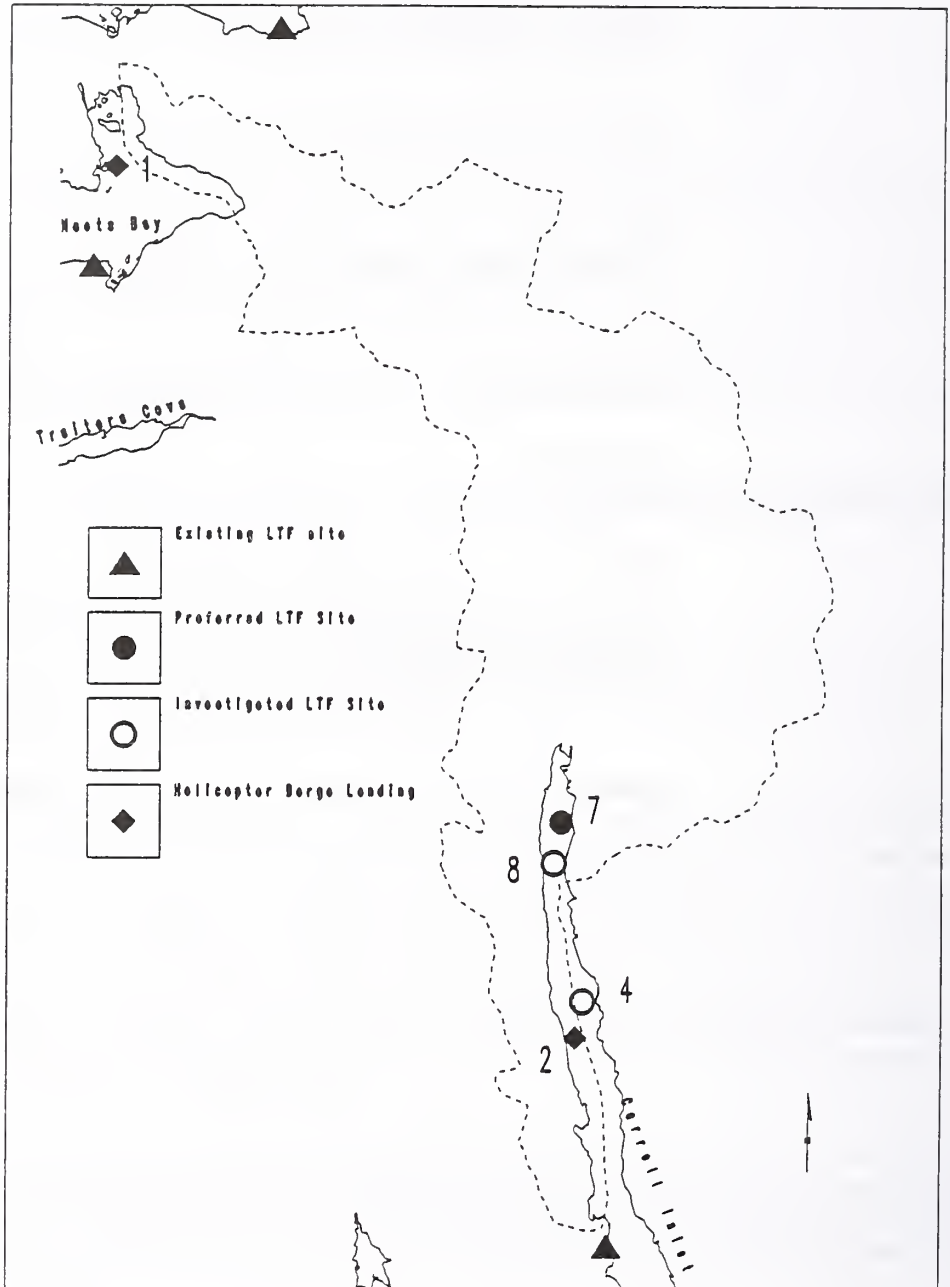 1
Neets Bay
Traitors Cove
Existing LTF site
Preferred LTF Site
Investigated LTF Site
Helicopter Barge Landing
7
8
4
2
Carroll Inlet